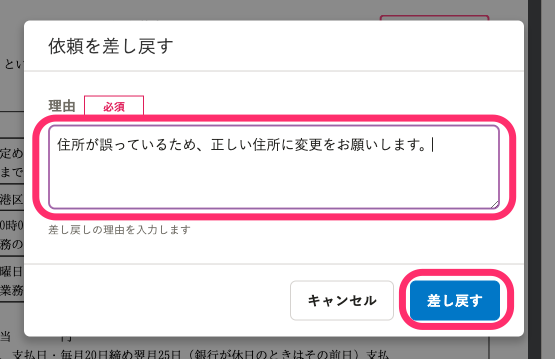 依頼を差し戻す
とい
理由 必須
住所が誤っているため、正しい住所に変更をお願いします。
定め
まで
港区
務の
差し戻しの理由を入力します
曜日
業務
キャンセル 差し戻す
当 円
支払日・毎月20日締め翌月25日（銀行が休日のときはその前日）支払